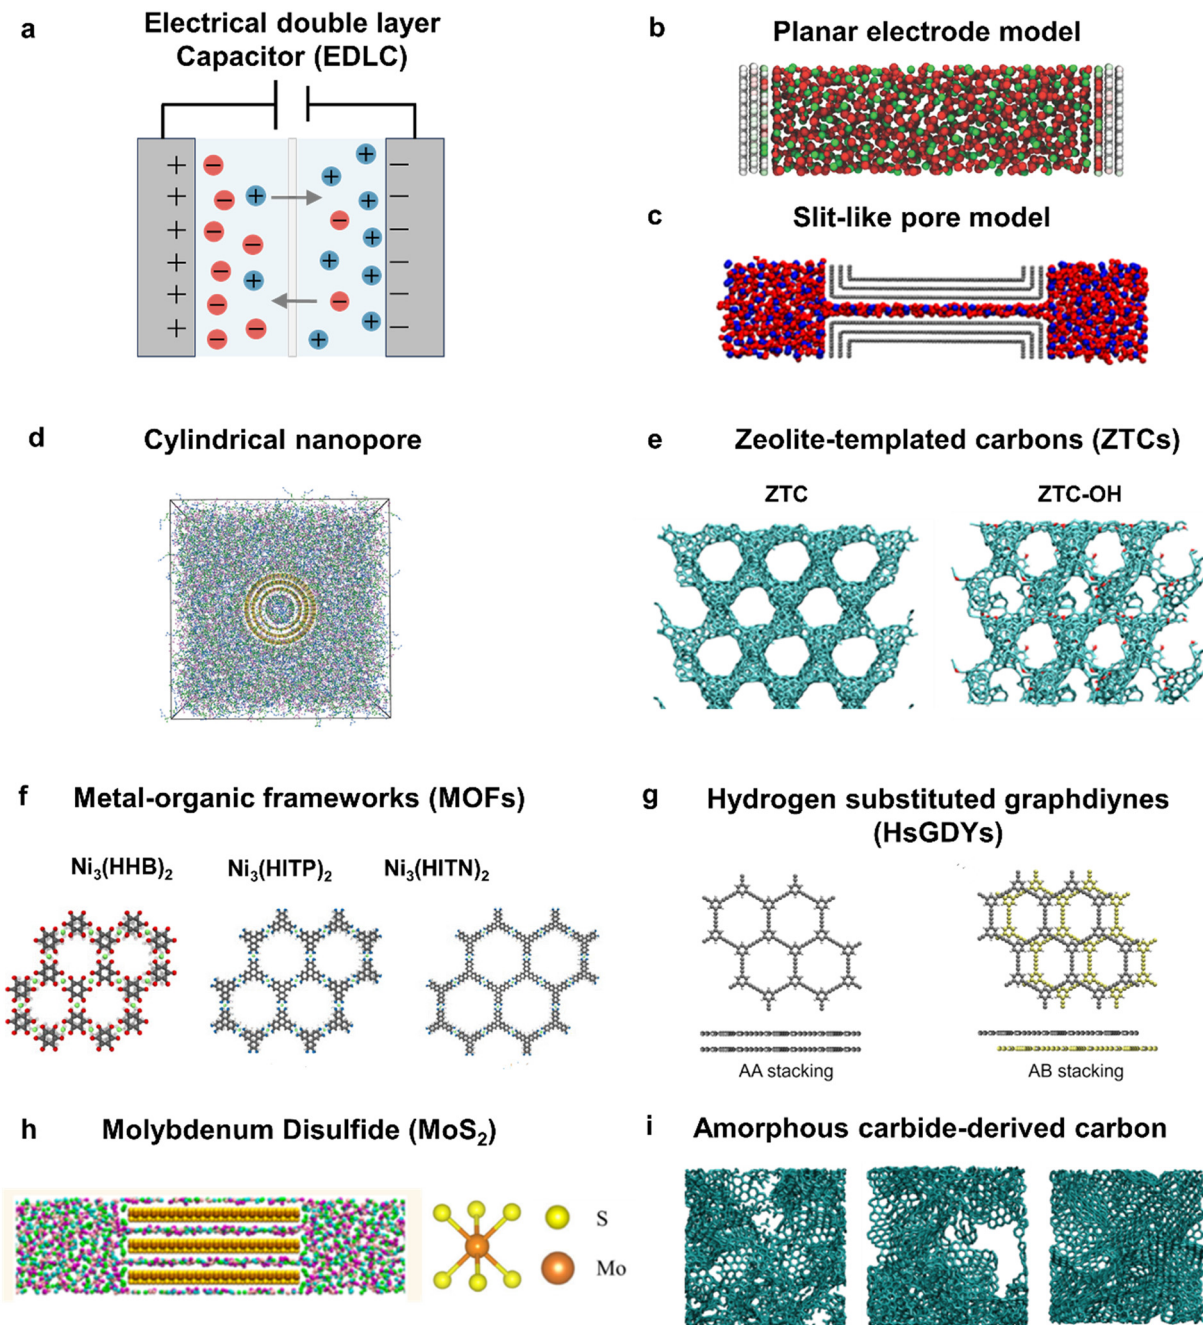 a
Electrical double layer
Capacitor (EDLC)
+ − + + −
+ − + + −
+ − − + −
+ − + + + −
+ − − −
+ − − + + −
b
Planar electrode model
c
Slit-like pore model
d
Cylindrical nanopore
e
Zeolite-templated carbons (ZTCs)
ZTC
ZTC-OH
f
Metal-organic frameworks (MOFs)
Ni₃(HHB)₂
Ni₃(HITP)₂
Ni₃(HITN)₂
g
Hydrogen substituted graphdiynes
(HsGDYs)
AA stacking
AB stacking
h
Molybdenum Disulfide (MoS₂)
S
Mo
i
Amorphous carbide-derived carbon